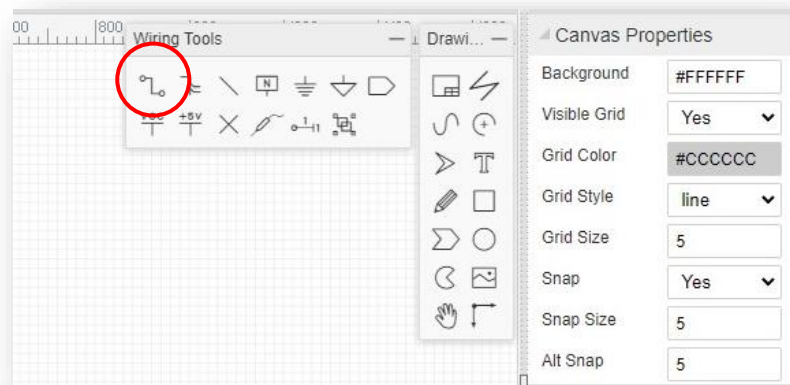 00
800
Wiring Tools
Drawi...
Canvas Properties
N
VCC
+5V
1
T
Background #FFFFFF
Visible Grid Yes
Grid Color #CCCCCC
Grid Style line
Grid Size 5
Snap Yes
Snap Size 5
Alt Snap 5